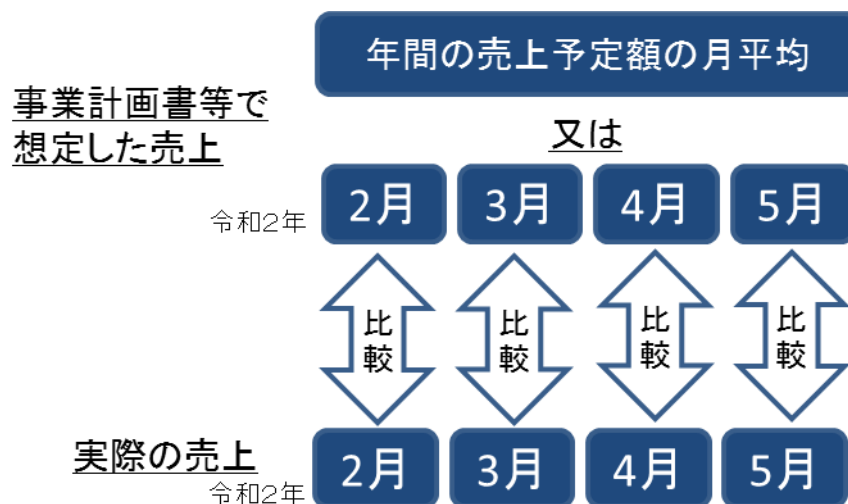 年間の売上予定額の月平均
事業計画書等で
想定した売上
又は
令和2年
2月 3月 4月 5月
比較 比較 比較 比較
実際の売上
令和2年
2月 3月 4月 5月